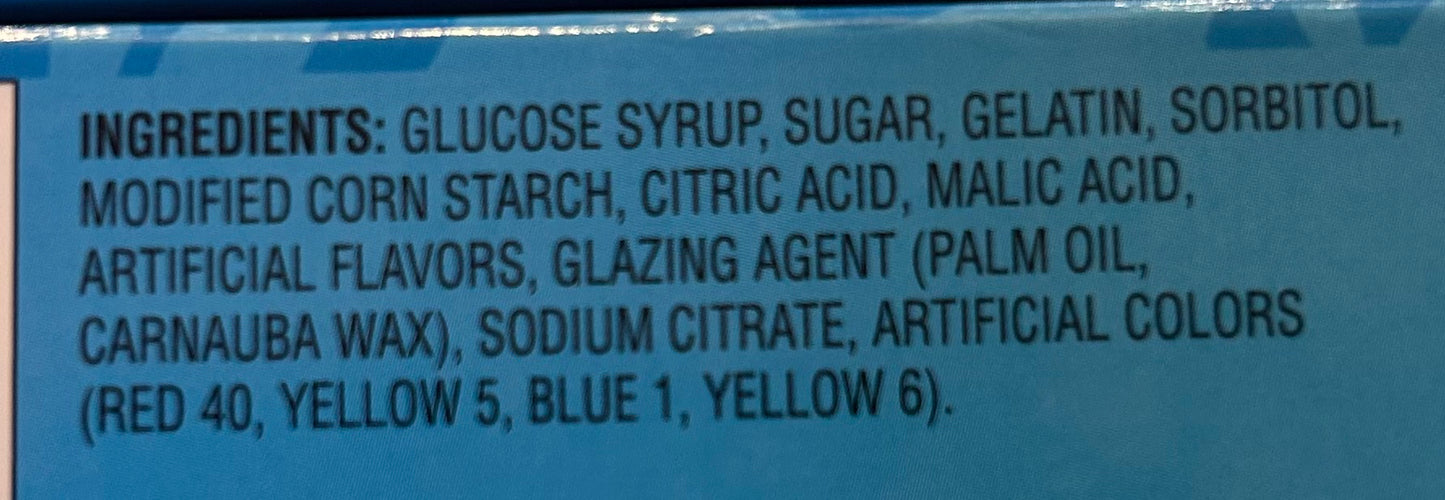 INGREDIENTS: GLUCOSE SYRUP, SUGAR, GELATIN, SORBITOL,
MODIFIED CORN STARCH, CITRIC ACID, MALIC ACID,
ARTIFICIAL FLAVORS, GLAZING AGENT (PALM OIL,
CARNAUBA WAX), SODIUM CITRATE, ARTIFICIAL COLORS
(RED 40, YELLOW 5, BLUE 1, YELLOW 6).